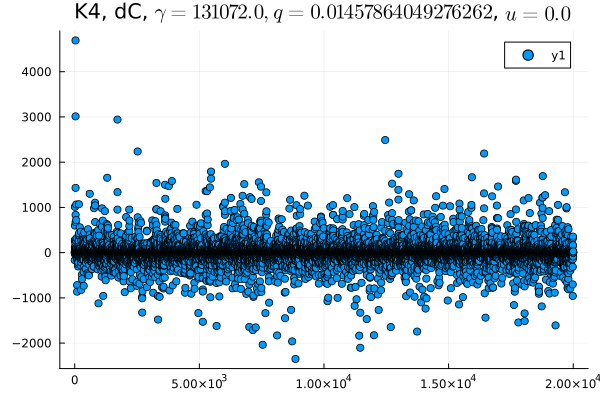 K4, dC, γ = 131072.0, q = 0.01457864049276262, u = 0.0
y1
4000
3000
2000
1000
0
−1000
−2000
0 5.00×10³ 1.00×10⁴ 1.50×10⁴ 2.00×10⁴